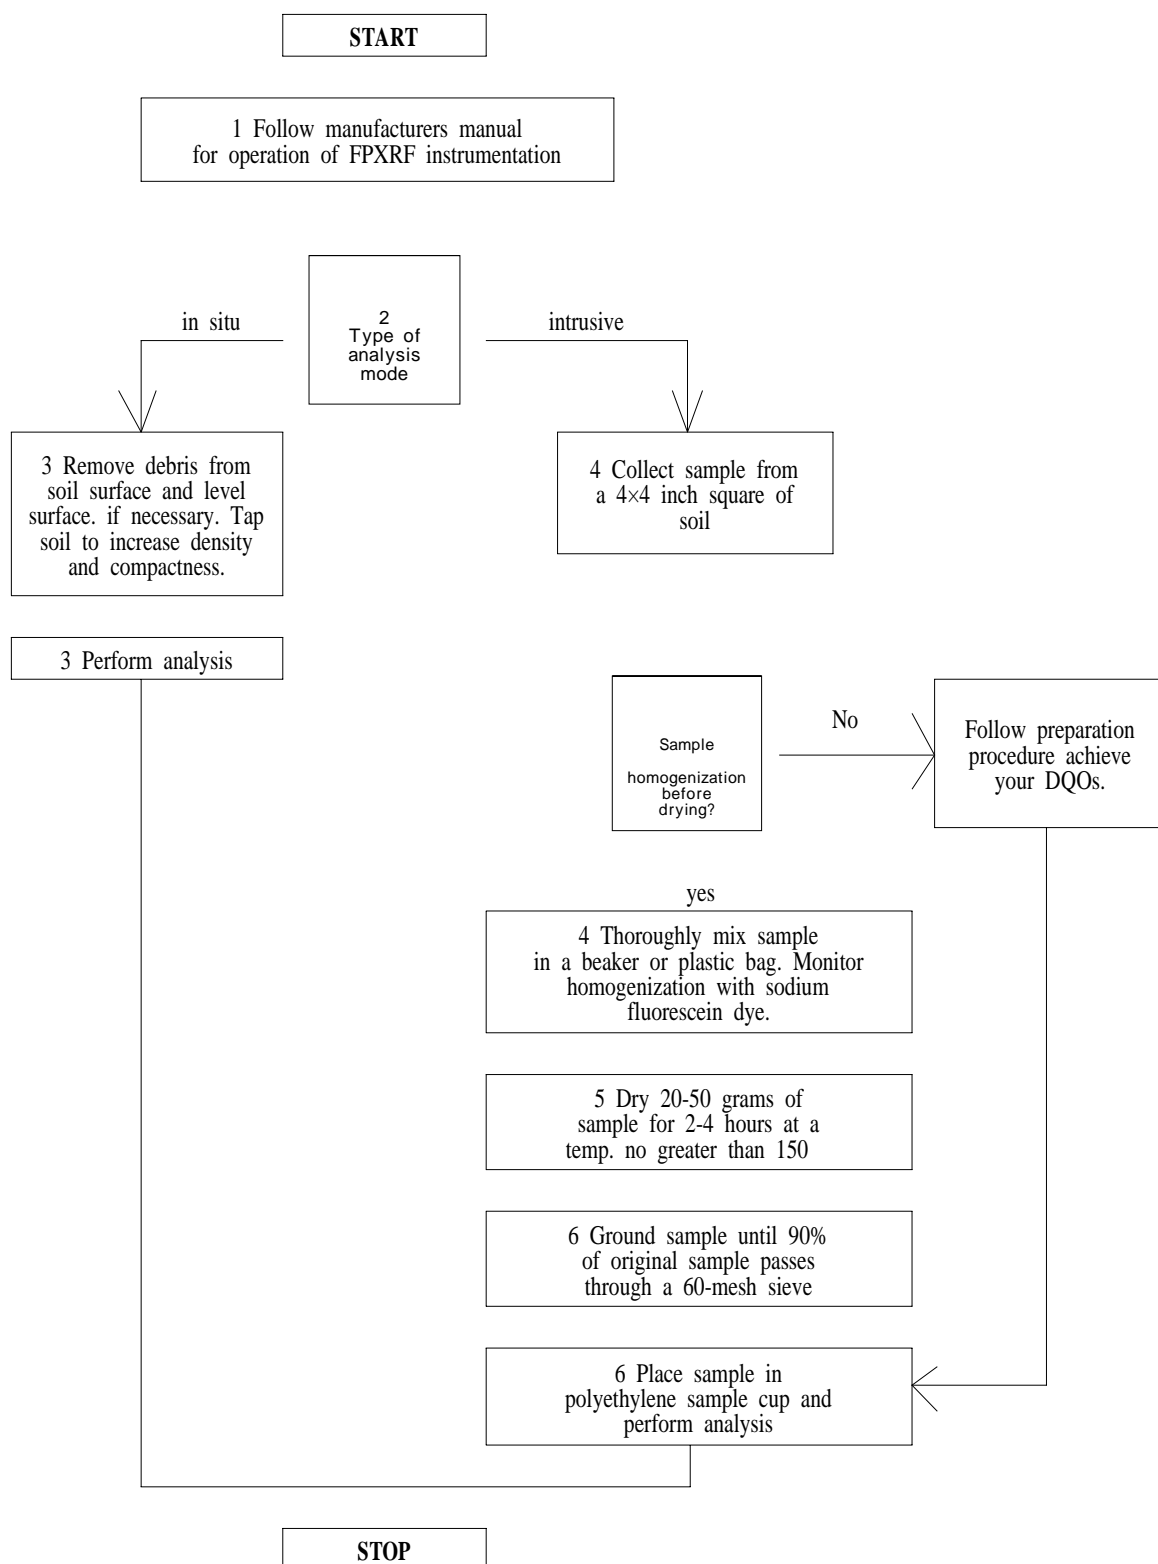 START
1 Follow manufacturers manual
for operation of FPXRF instrumentation
2
Type of
analysis
mode
in situ
intrusive
3 Remove debris from
soil surface and level
surface. if necessary. Tap
soil to increase density
and compactness.
4 Collect sample from
a 4×4 inch square of
soil
3 Perform analysis
Sample
homogenization
before
drying?
No
Follow preparation
procedure achieve
your DQOs.
yes
4 Thoroughly mix sample
in a beaker or plastic bag. Monitor
homogenization with sodium
fluorescein dye.
5 Dry 20-50 grams of
sample for 2-4 hours at a
temp. no greater than 150
6 Ground sample until 90%
of original sample passes
through a 60-mesh sieve
6 Place sample in
polyethylene sample cup and
perform analysis
STOP